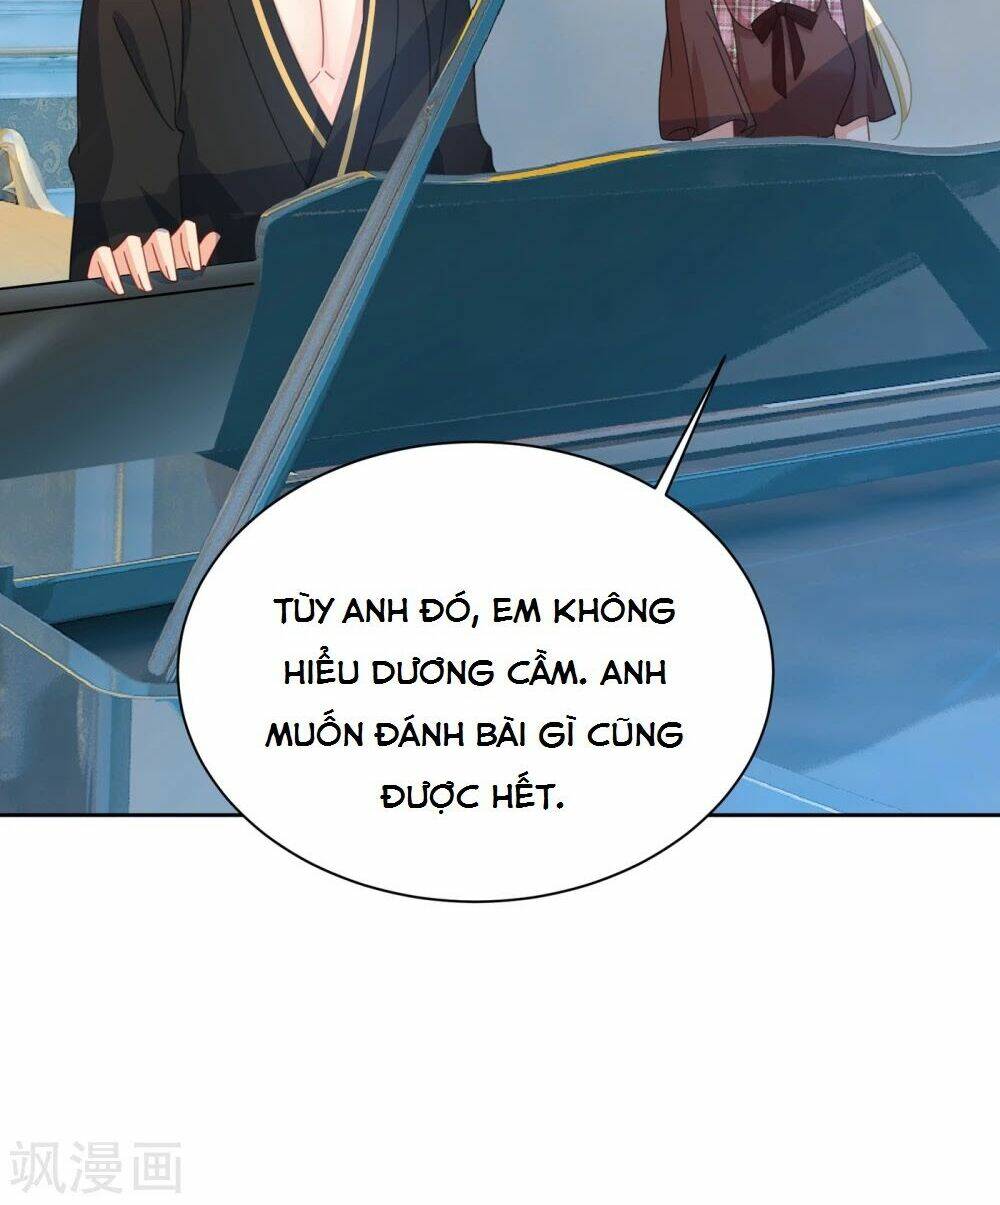 TÙY ANH ĐÓ, EM KHÔNG
HIỂU DƯƠNG CẦM. ANH
MUỐN ĐÁNH BÀI GÌ CŨNG
ĐƯỢC HẾT.
飒漫画